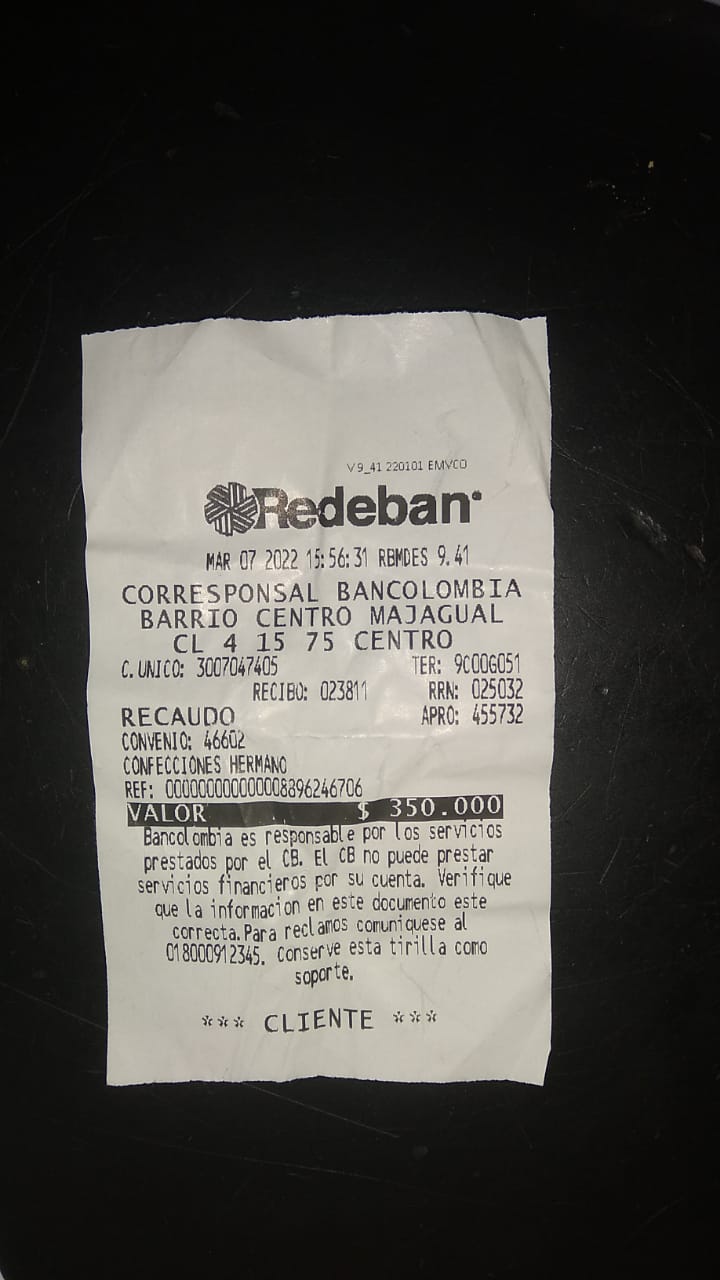 V9_41 220101 EMVCO
Redeban
MAR 07 2022 15:56:31 RBMDES 9.41
CORRESPONSAL BANCOLOMBIA
BARRIO CENTRO MAJAGUAL
CL 4 15 75 CENTRO
C. UNICO: 3007047405 TER: 9C00G051
RECIBO: 023811 RRN: 025032
RECAUDO APRO: 455732
CONVENIO: 46602
CONFECCIONES HERMANO
REF: 00000000000008896246706
VALOR $ 350.000
Bancolombia es responsable por los servicios
prestados por el CB. El CB no puede prestar
servicios financieros por su cuenta. Verifique
que la informacion en este documento este
correcta. Para reclamos comuniquese al
018000912345. Conserve esta tirilla como
soporte.
*** CLIENTE ***